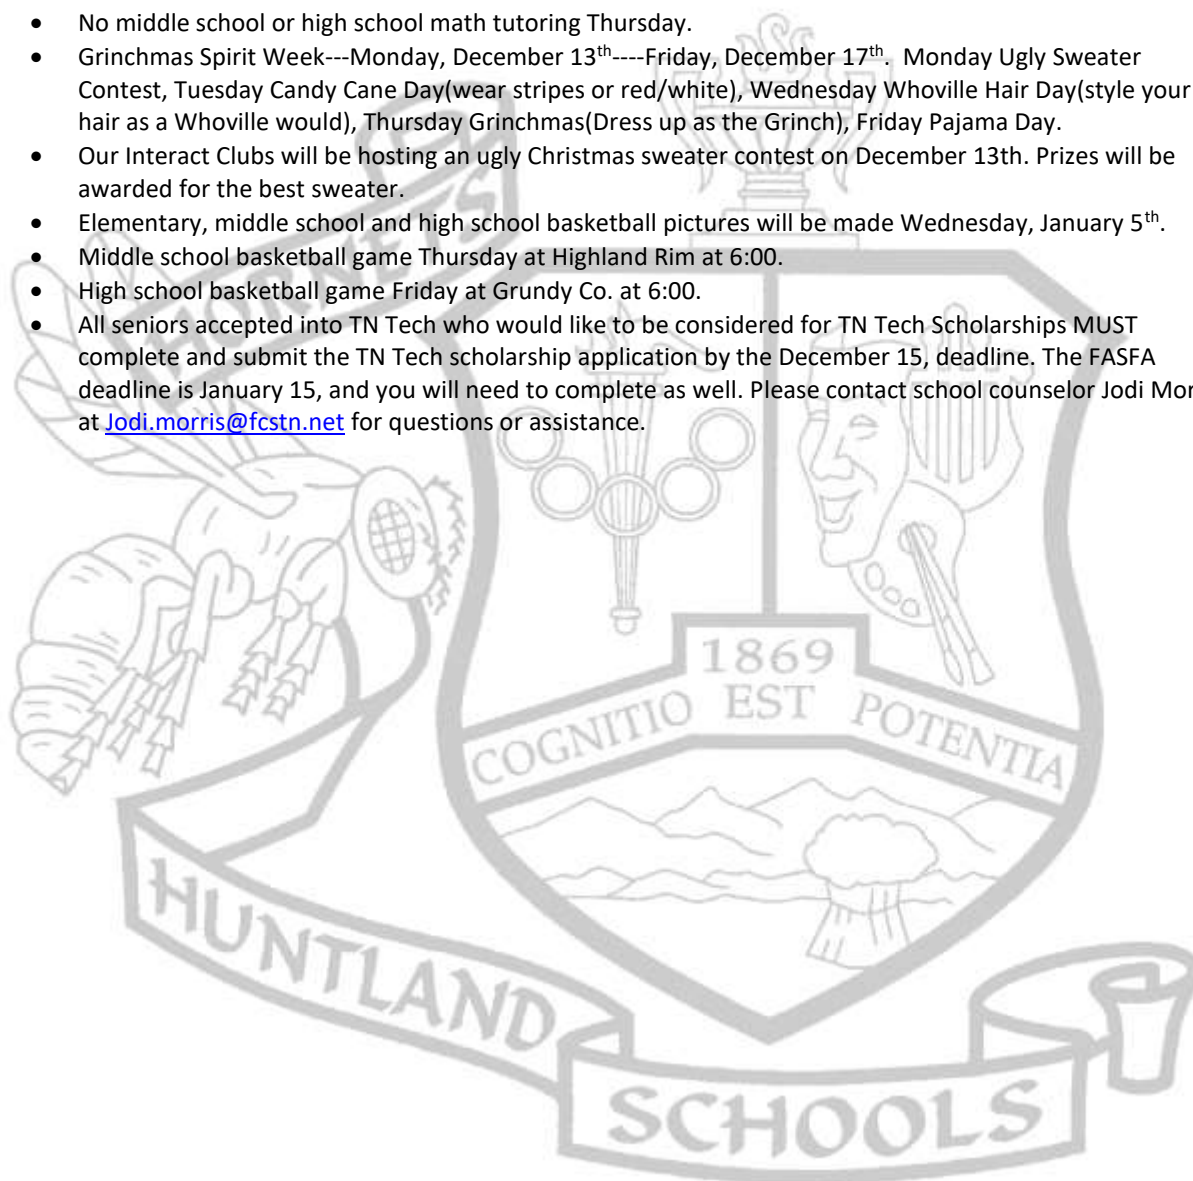 • No middle school or high school math tutoring Thursday.
• Grinchmas Spirit Week---Monday, December 13th----Friday, December 17th. Monday Ugly Sweater
Contest, Tuesday Candy Cane Day(wear stripes or red/white), Wednesday Whoville Hair Day(style your
hair as a Whoville would), Thursday Grinchmas(Dress up as the Grinch), Friday Pajama Day.
• Our Interact Clubs will be hosting an ugly Christmas sweater contest on December 13th. Prizes will be
awarded for the best sweater.
• Elementary, middle school and high school basketball pictures will be made Wednesday, January 5th.
• Middle school basketball game Thursday at Highland Rim at 6:00.
• High school basketball game Friday at Grundy Co. at 6:00.
• All seniors accepted into TN Tech who would like to be considered for TN Tech Scholarships MUST
complete and submit the TN Tech scholarship application by the December 15, deadline. The FASFA
deadline is January 15, and you will need to complete as well. Please contact school counselor Jodi Mor
at Jodi.morris@fcstn.net for questions or assistance.
HORNETS
1869
COGNITIO EST POTENTIA
HUNTLAND
SCHOOLS